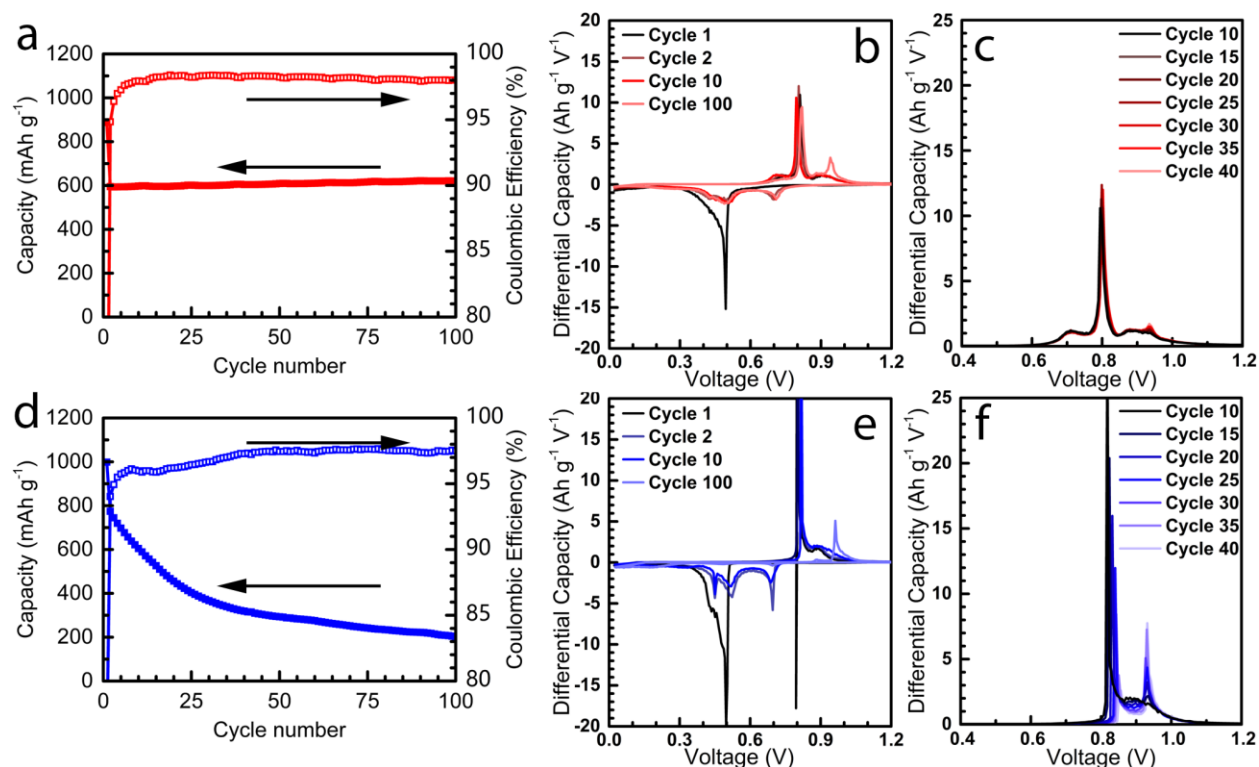 a
1200
1000
800
600
400
200
0
Capacity (mAh g⁻¹)
100
95
90
85
80
Coulombic Efficiency (%)
0 25 50 75 100
Cycle number
b
20
15
10
5
0
-5
-10
-15
-20
Differential Capacity (Ah g⁻¹ V⁻¹)
Cycle 1
Cycle 2
Cycle 10
Cycle 100
0.0 0.3 0.6 0.9 1.2
Voltage (V)
c
25
20
15
10
5
0
Differential Capacity (Ah g⁻¹ V⁻¹)
Cycle 10
Cycle 15
Cycle 20
Cycle 25
Cycle 30
Cycle 35
Cycle 40
0.4 0.6 0.8 1.0 1.2
Voltage (V)
d
1200
1000
800
600
400
200
0
Capacity (mAh g⁻¹)
100
95
90
85
80
Coulombic Efficiency (%)
0 25 50 75 100
Cycle number
e
20
15
10
5
0
-5
-10
-15
-20
Differential Capacity (Ah g⁻¹ V⁻¹)
Cycle 1
Cycle 2
Cycle 10
Cycle 100
0.0 0.3 0.6 0.9 1.2
Voltage (V)
f
25
20
15
10
5
0
Differential Capacity (Ah g⁻¹ V⁻¹)
Cycle 10
Cycle 15
Cycle 20
Cycle 25
Cycle 30
Cycle 35
Cycle 40
0.4 0.6 0.8 1.0 1.2
Voltage (V)